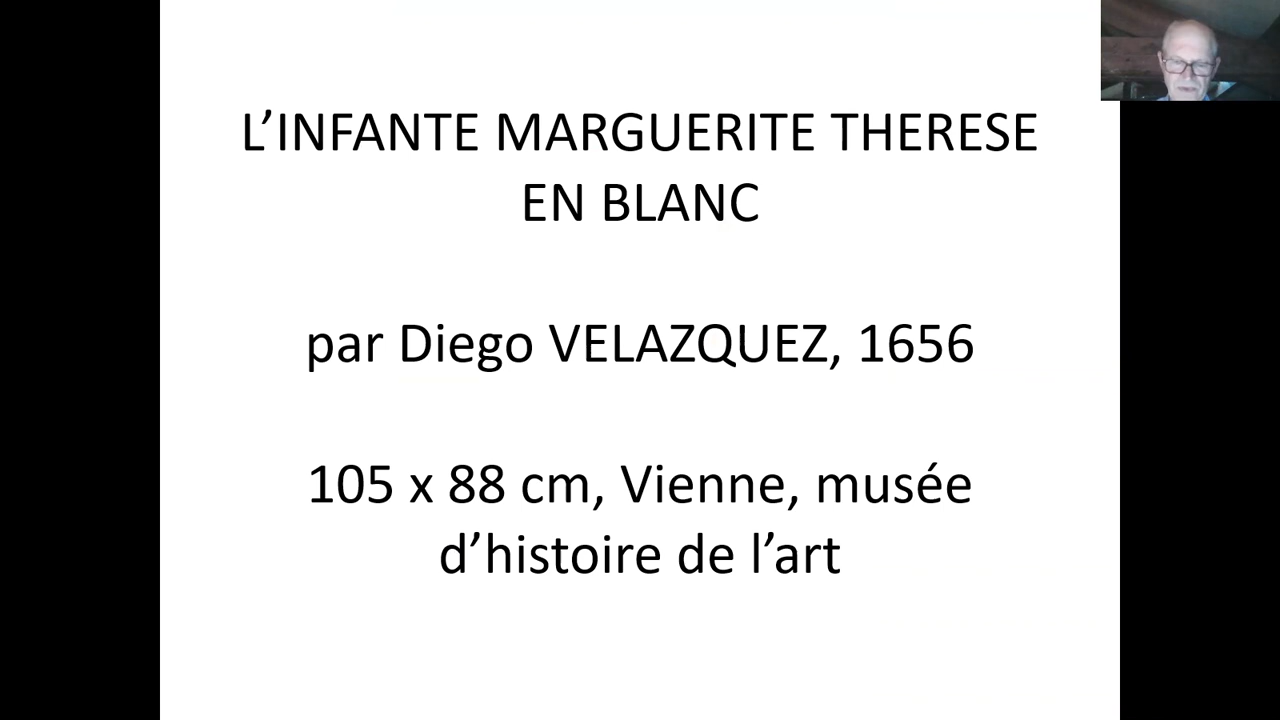 L’INFANTE MARGUERITE THERESE
EN BLANC
par Diego VELAZQUEZ, 1656
105 x 88 cm, Vienne, musée
d’histoire de l’art